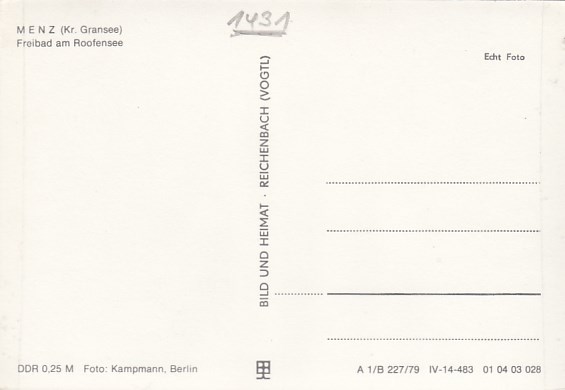 1431
MENZ (Kr. Gransee)
Freibad am Roofensee
Echt Foto
BILD UND HEIMAT · REICHENBACH (VOGTL)
DDR 0,25 M Foto: Kampmann, Berlin
A 1/B 227/79 IV-14-483 01 04 03 028